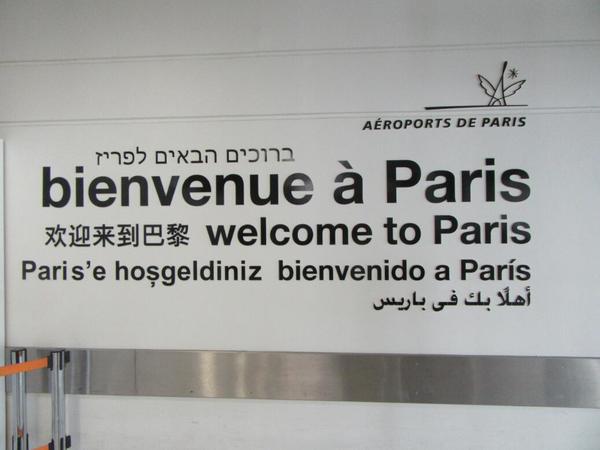 AÉROPORTS DE PARIS
ברוכים הבאים לפריז
bienvenue à Paris
欢迎来到巴黎 welcome to Paris
Paris'e hoşgeldiniz bienvenido a París
أهلًا بك في باريس